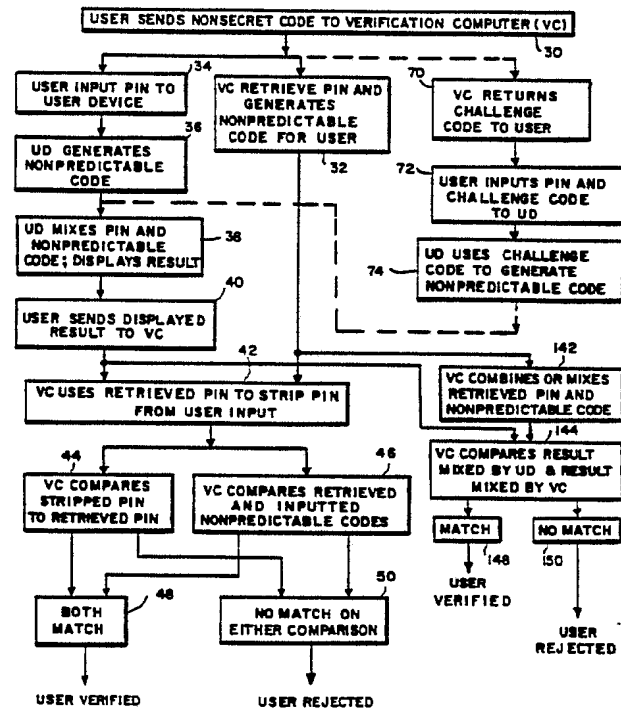 USER SENDS NONSECRET CODE TO VERIFICATION COMPUTER (VC)
30
34
USER INPUT PIN TO
USER DEVICE
36
UD GENERATES
NONPREDICTABLE
CODE
VC RETRIEVE PIN AND
GENERATES
NONPREDICTABLE
CODE FOR USER
32
70
VC RETURNS
CHALLENGE
CODE TO USER
72
USER INPUTS PIN AND
CHALLENGE CODE
TO UD
74
UD USES CHALLENGE
CODE TO GENERATE
NONPREDICTABLE CODE
UD MIXES PIN AND
NONPREDICTABLE
CODE; DISPLAYS RESULT
36
40
USER SENDS DISPLAYED
RESULT TO VC
42
VC USES RETRIEVED PIN TO STRIP PIN
FROM USER INPUT
142
VC COMBINES OR MIXES
RETRIEVED PIN AND
NONPREDICTABLE CODE
144
VC COMPARES RESULT
MIXED BY UD & RESULT
MIXED BY VC
44
VC COMPARES
STRIPPED PIN
TO RETRIEVED PIN
46
VC COMPARES RETRIEVED
AND INPUTTED
NONPREDICTABLE CODES
MATCH
148
NO MATCH
150
USER
VERIFIED
USER
REJECTED
48
BOTH
MATCH
50
NO MATCH ON
EITHER COMPARISON
USER VERIFIED
USER REJECTED